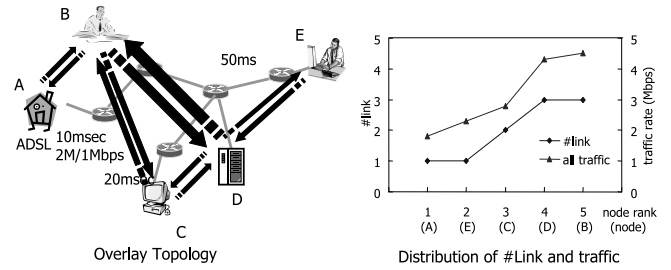 B
E
50ms
A
ADSL
10msec
2M/1Mbps
20ms
D
C
Overlay Topology
5
4
3
2
1
0
#link
5
4
3
2
1
0
traffic rate (Mbps)
#link
all traffic
1 2 3 4 5 node rank
(A) (E) (C) (D) (B) (node)
Distribution of #Link and traffic